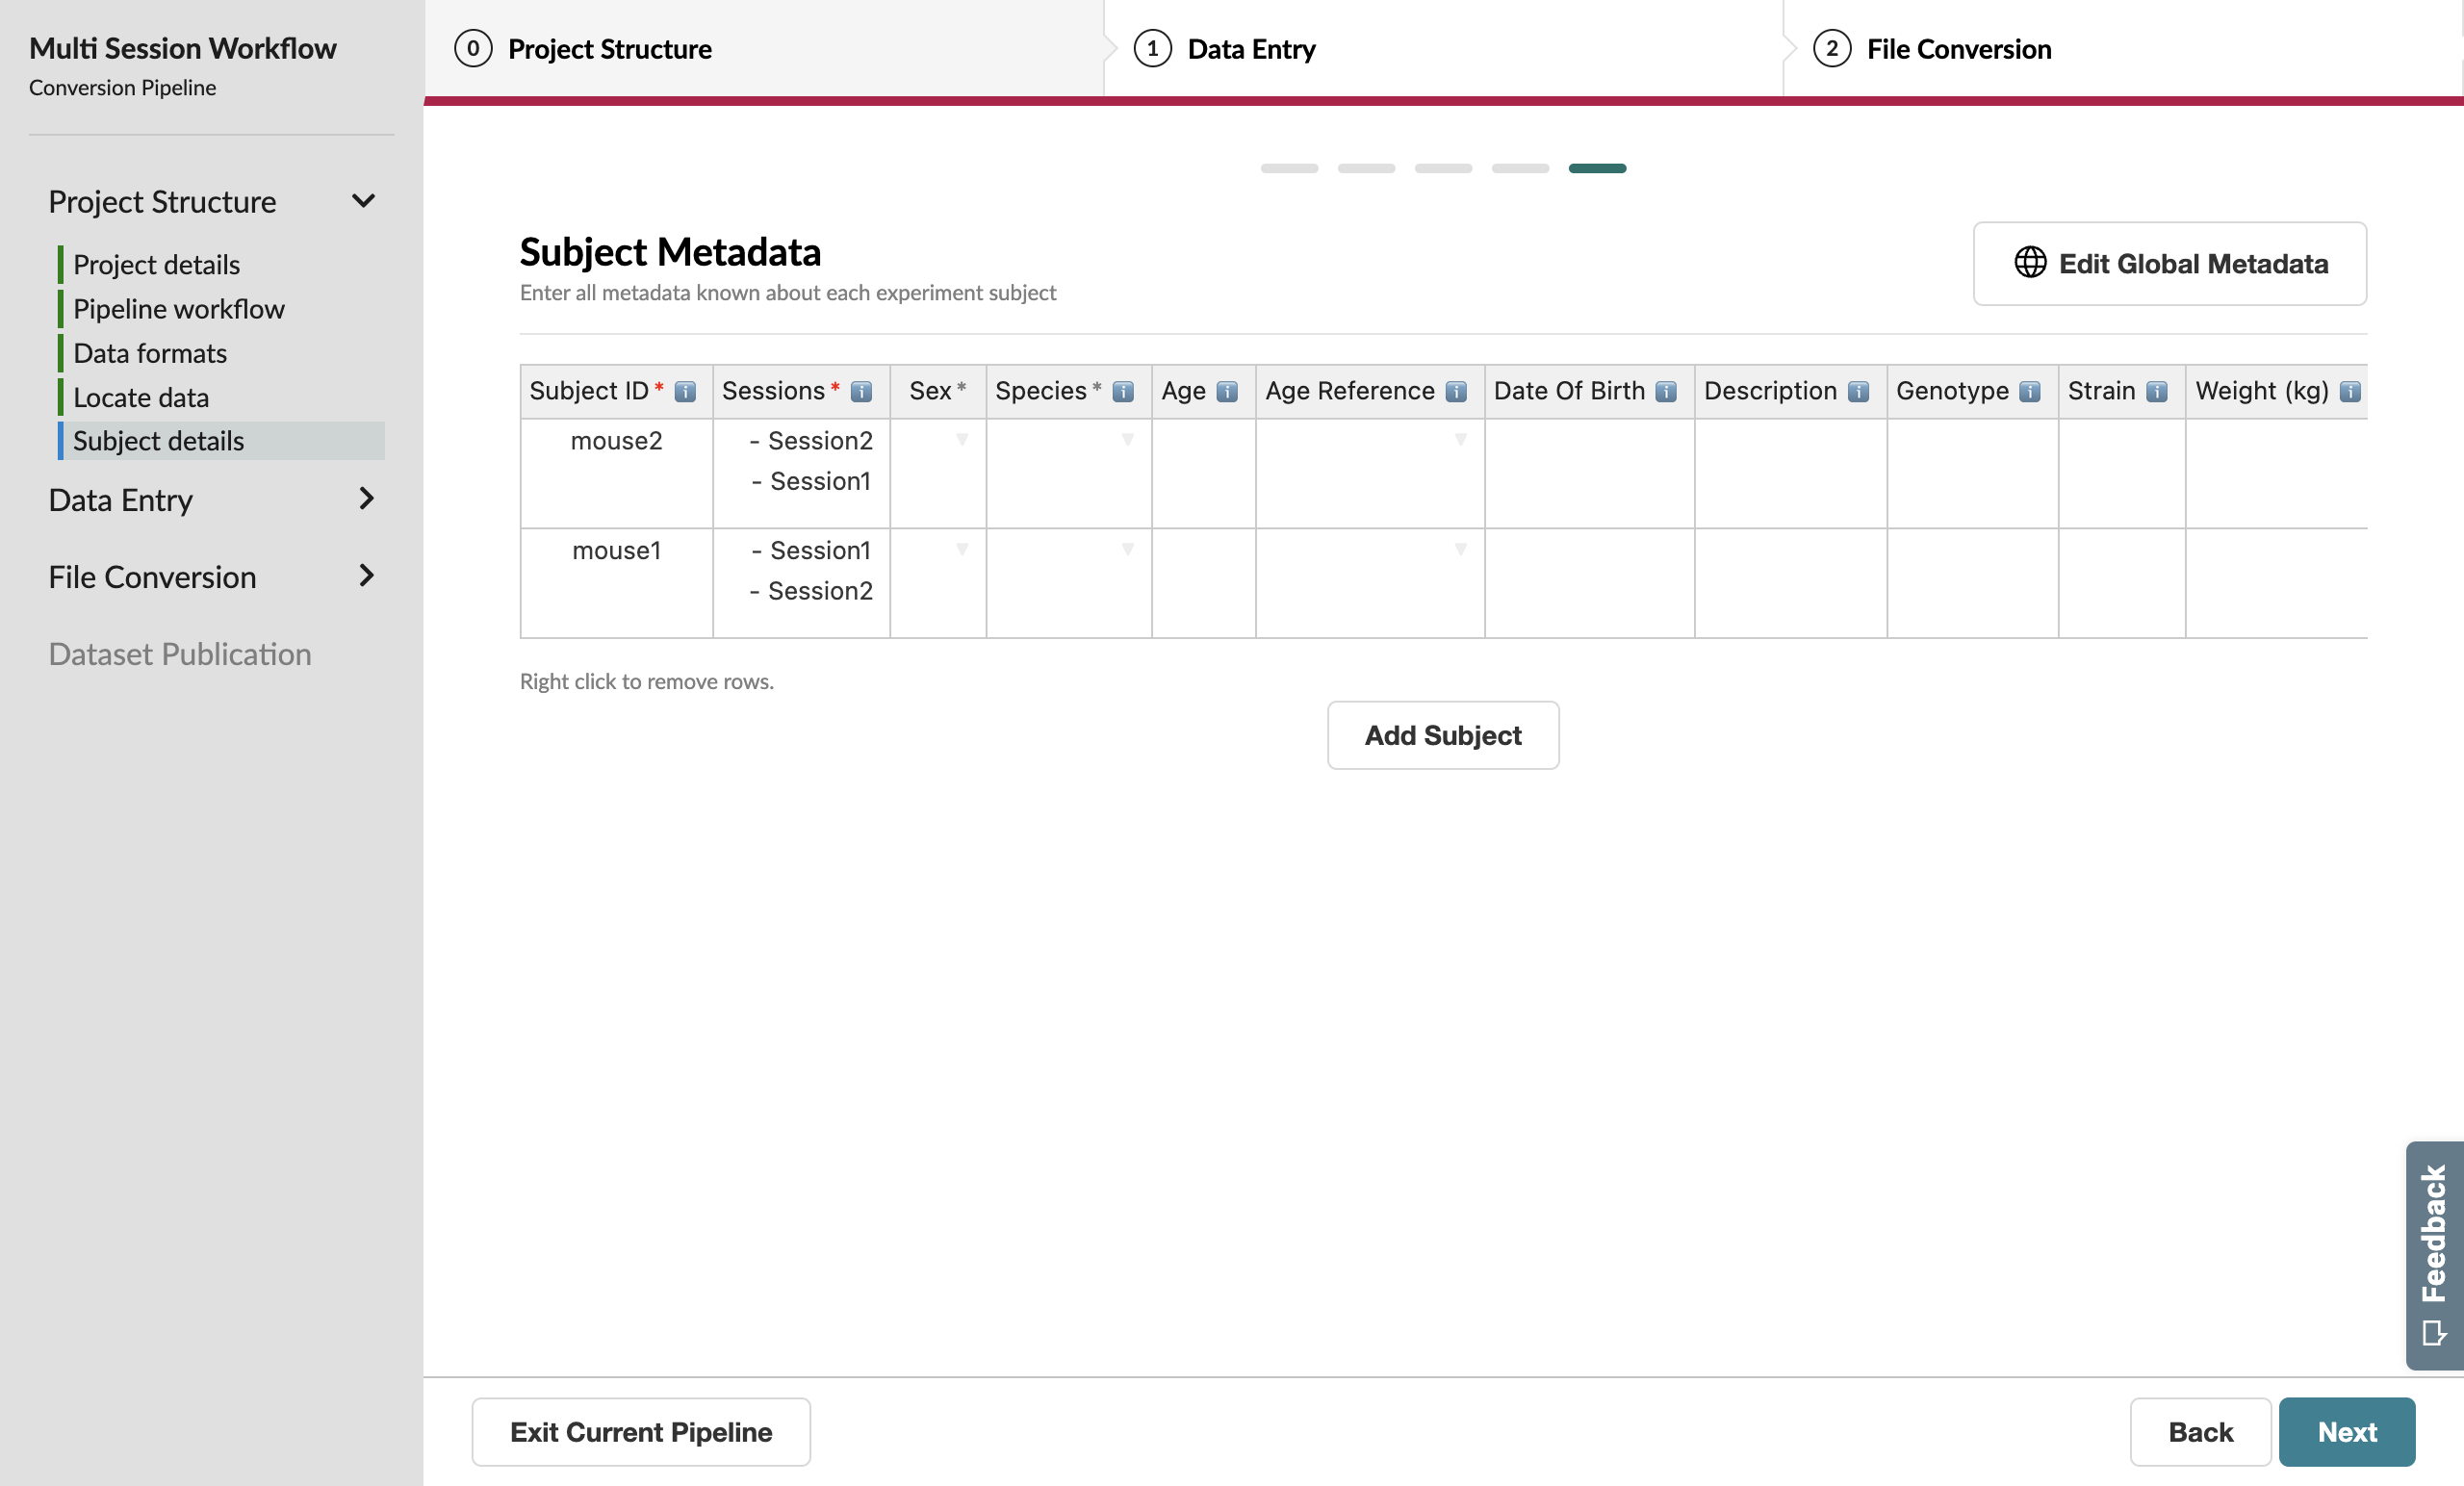 Multi Session Workflow
Conversion Pipeline
Project Structure
Project details
Pipeline workflow
Data formats
Locate data
Subject details
Data Entry
File Conversion
Dataset Publication
0 Project Structure
1 Data Entry
2 File Conversion
Subject Metadata
Enter all metadata known about each experiment subject
Edit Global Metadata
Subject ID * i Sessions * i Sex * Species * i Age i Age Reference i Date Of Birth i Description i Genotype i Strain i Weight (kg) i
mouse2 - Session2
- Session1
mouse1 - Session1
- Session2
Right click to remove rows.
Add Subject
Feedback
Exit Current Pipeline
Back
Next